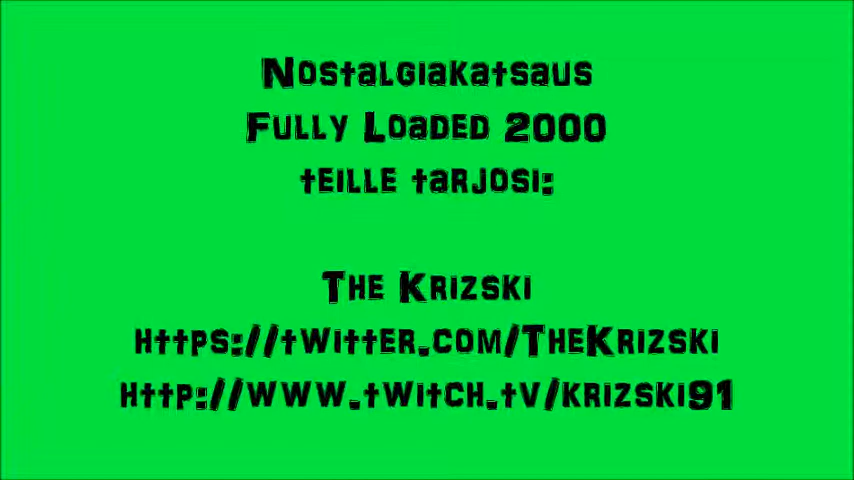 Nostalgiakatsaus
Fully Loaded 2000
teille tarjosi:
The Krizski
https://twitter.com/TheKrizski
http://www.twitch.tv/krizski91